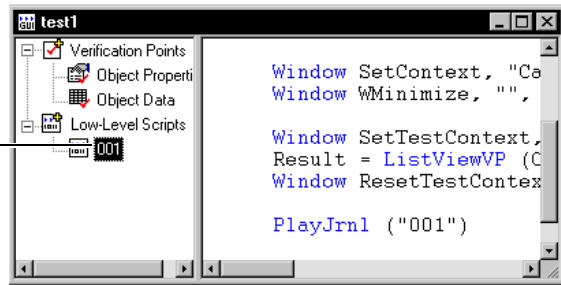 GUI test1
Verification Points
Object Properti
Object Data
Low-Level Scripts
001
Window SetContext, "Ca
Window WMinimize, "",
Window SetTestContext,
Result = ListViewVP (C
Window ResetTestContex
PlayJrnl ("001")